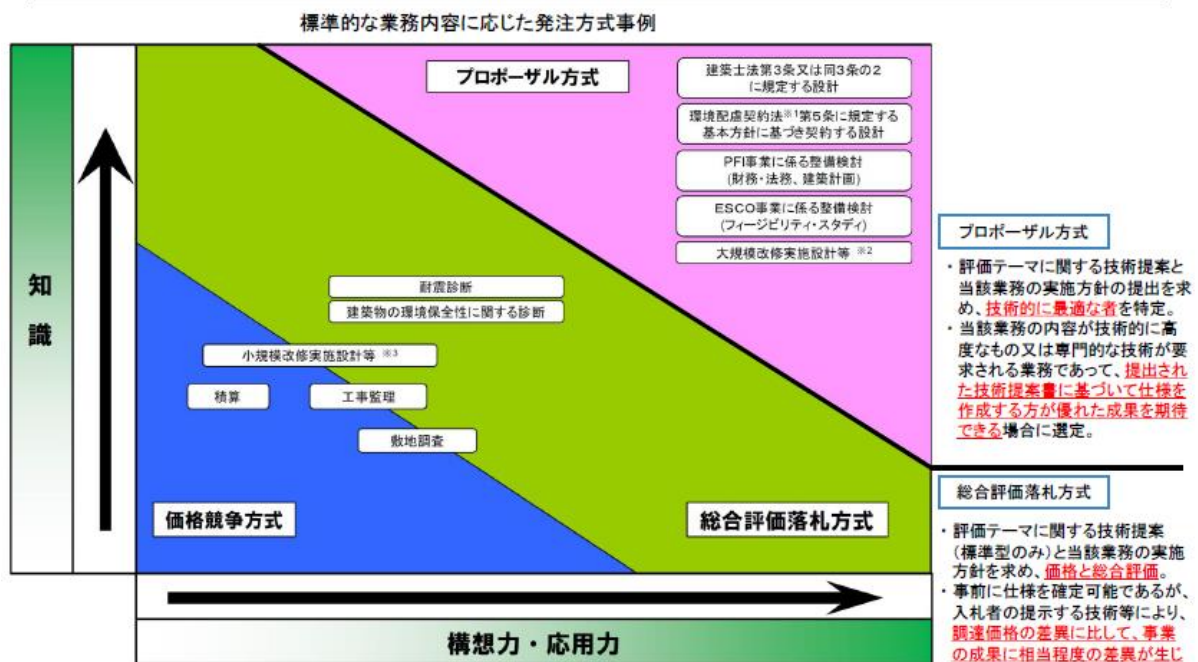 標準的な業務内容に応じた発注方式事例
プロポーザル方式
建築士法第3条又は同3条の2
に規定する設計
環境配慮契約法※1第5条に規定する
基本方針に基づき契約する設計
PFI事業に係る整備検討
(財務・法務、建築計画)
ESCO事業に係る整備検討
(フィージビリティ・スタディ)
大規模改修実施設計等 ※2
知
識
耐震診断
建築物の環境保全性に関する診断
小規模改修実施設計等 ※3
積算
工事監理
敷地調査
価格競争方式
総合評価落札方式
構想力・応用力
プロポーザル方式
・評価テーマに関する技術提案と
当該業務の実施方針の提出を求
め、技術的に最適な者を特定。
・当該業務の内容が技術的に高
度なもの又は専門的な技術が要
求される業務であって、提出され
た技術提案書に基づいて仕様を
作成する方が優れた成果を期待
できる場合に選定。
総合評価落札方式
・評価テーマに関する技術提案
(標準型のみ)と当該業務の実施
方針を求め、価格と総合評価。
・事前に仕様を確定可能であるが、
入札者の提示する技術等により、
調達価格の差異に比して、事業
の成果に相当程度の差異が生じ